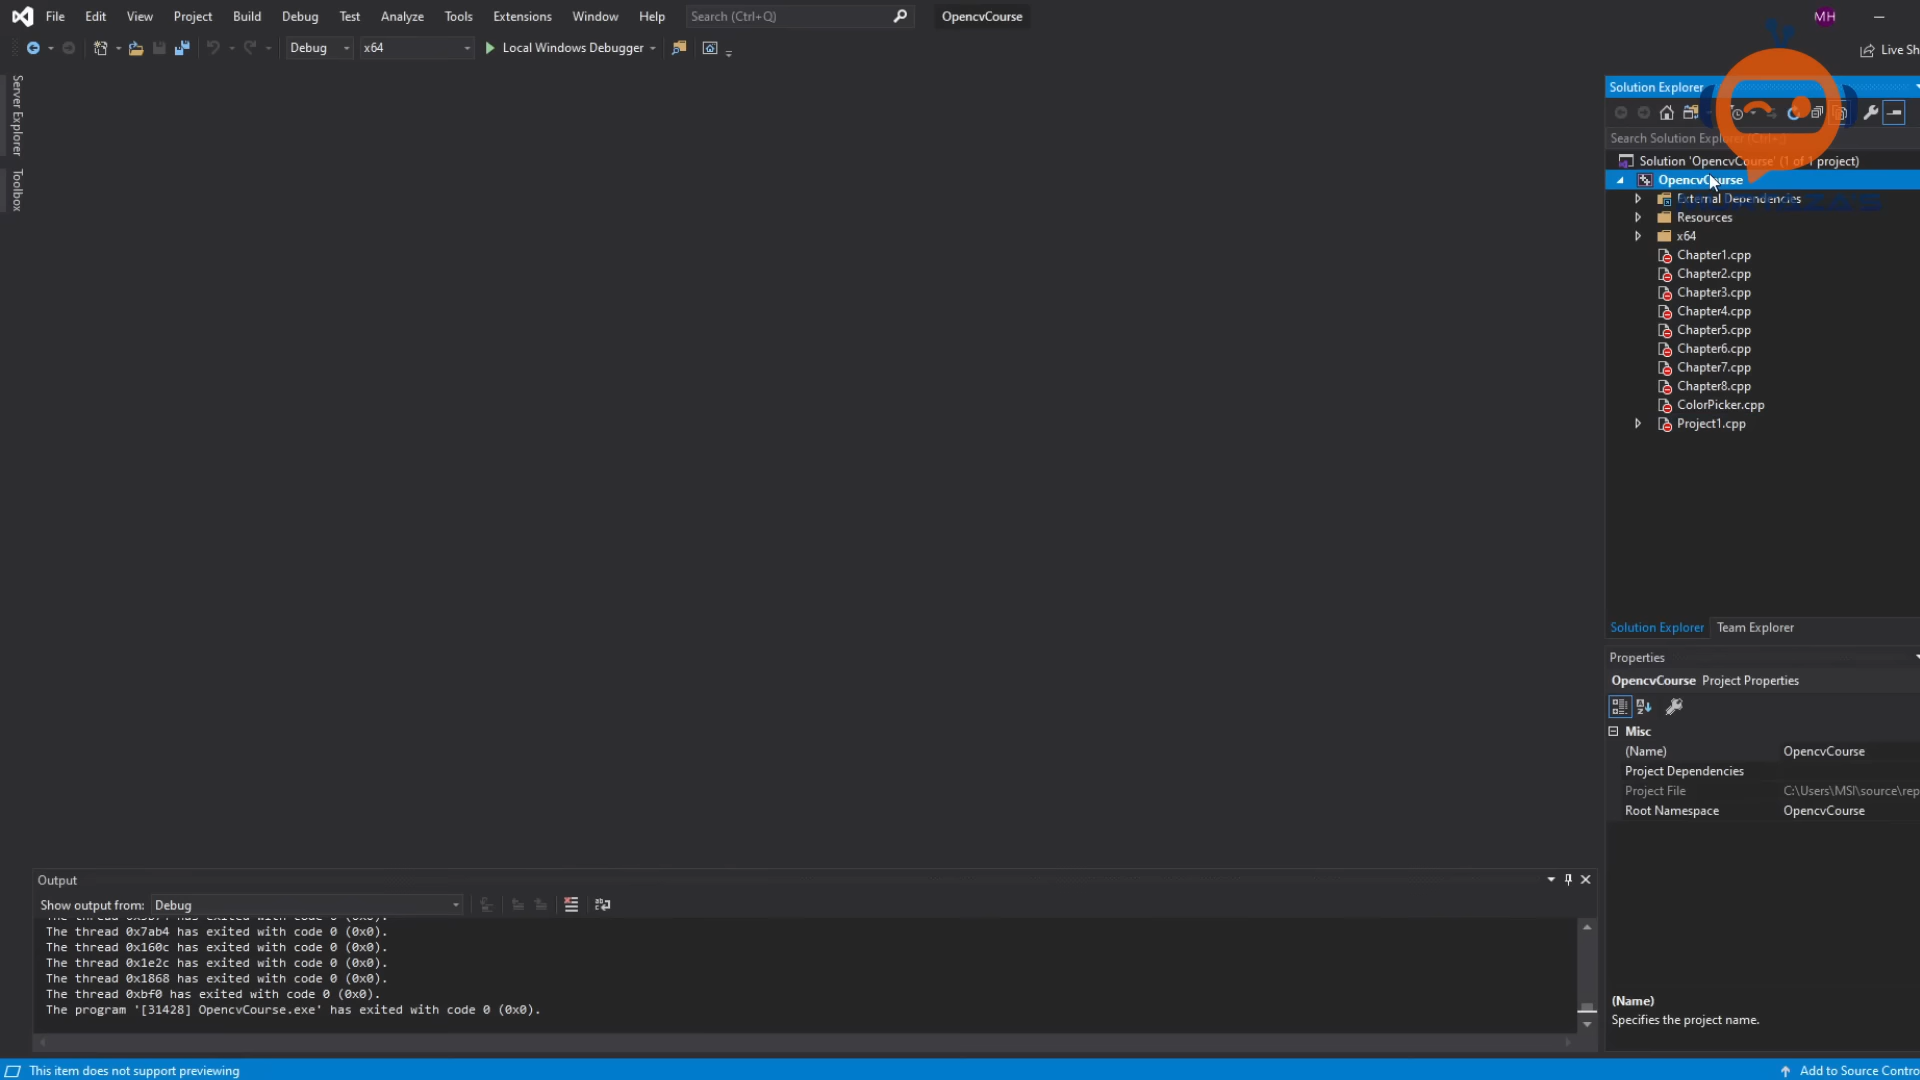 File Edit View Project Build Debug Test Analyze Tools Extensions Window Help Search (Ctrl+Q) OpencvCourse MH
Debug x64 Local Windows Debugger Live Sh
Server Explorer
Toolbox
Solution Explorer
Search Solution Explorer (Ctrl+;)
Solution 'OpencvCourse' (1 of 1 project)
OpencvCourse
External Dependencies
Resources
x64
Chapter1.cpp
Chapter2.cpp
Chapter3.cpp
Chapter4.cpp
Chapter5.cpp
Chapter6.cpp
Chapter7.cpp
Chapter8.cpp
ColorPicker.cpp
Project1.cpp
Solution Explorer Team Explorer
Properties
OpencvCourse Project Properties
Misc
(Name) OpencvCourse
Project Dependencies
Project File C:\Users\MSI\source\rep
Root Namespace OpencvCourse
(Name)
Specifies the project name.
Output
Show output from: Debug
The thread 0x7ab4 has exited with code 0 (0x0).
The thread 0x160c has exited with code 0 (0x0).
The thread 0x1e2c has exited with code 0 (0x0).
The thread 0x1868 has exited with code 0 (0x0).
The thread 0xbf0 has exited with code 0 (0x0).
The program '[31428] OpencvCourse.exe' has exited with code 0 (0x0).
This item does not support previewing Add to Source Contro